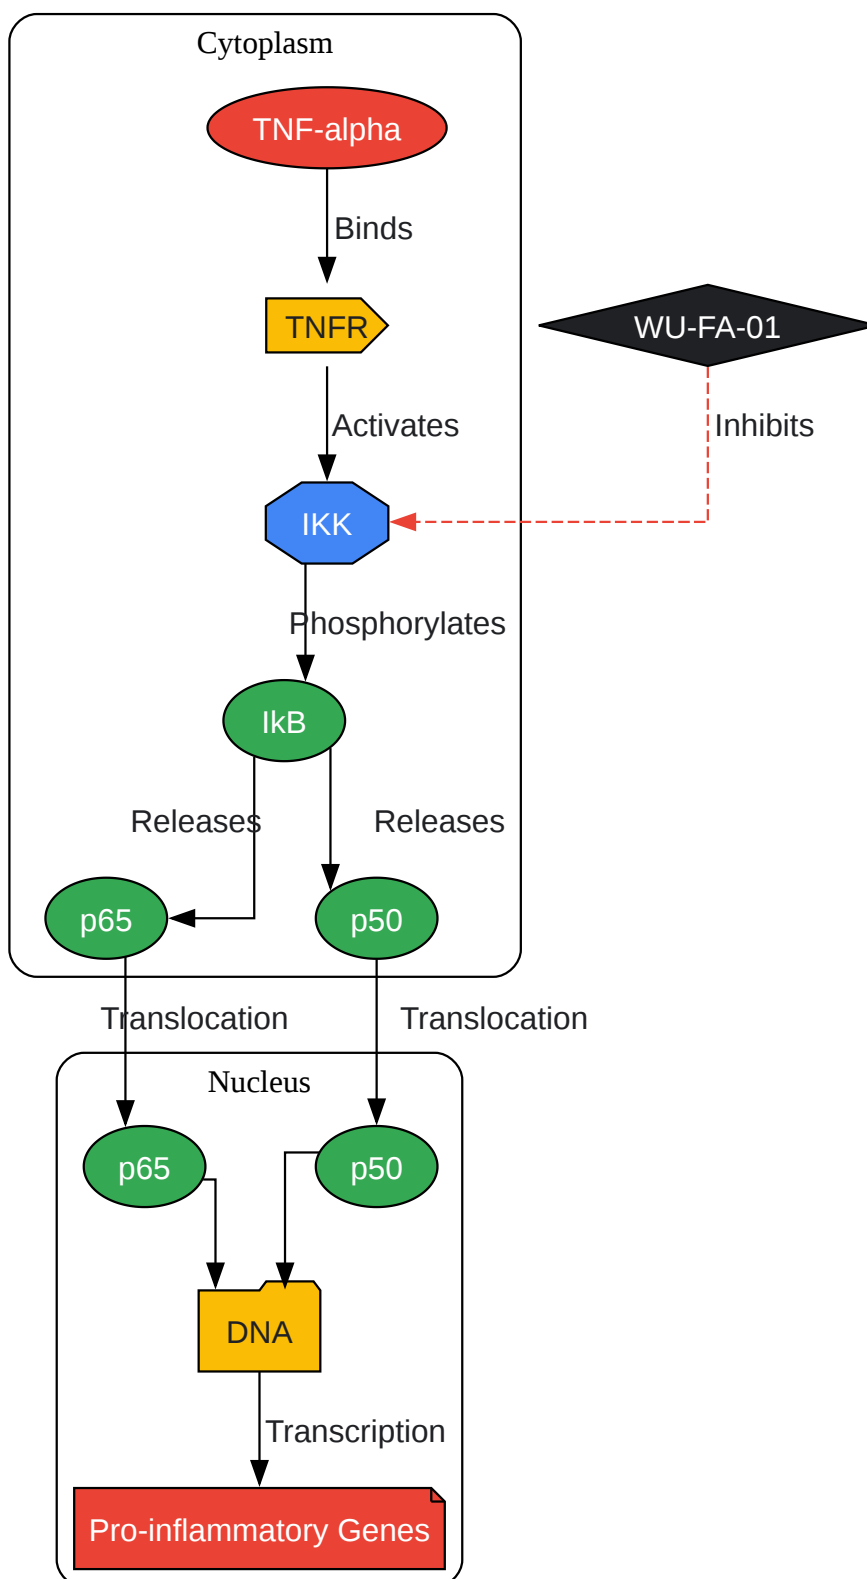 Cytoplasm
TNF-alpha
Binds
TNFR
WU-FA-01
Activates
Inhibits
IKK
Phosphorylates
IkB
Releases
Releases
p65
p50
Translocation
Translocation
Nucleus
p65
p50
DNA
Transcription
Pro-inflammatory Genes